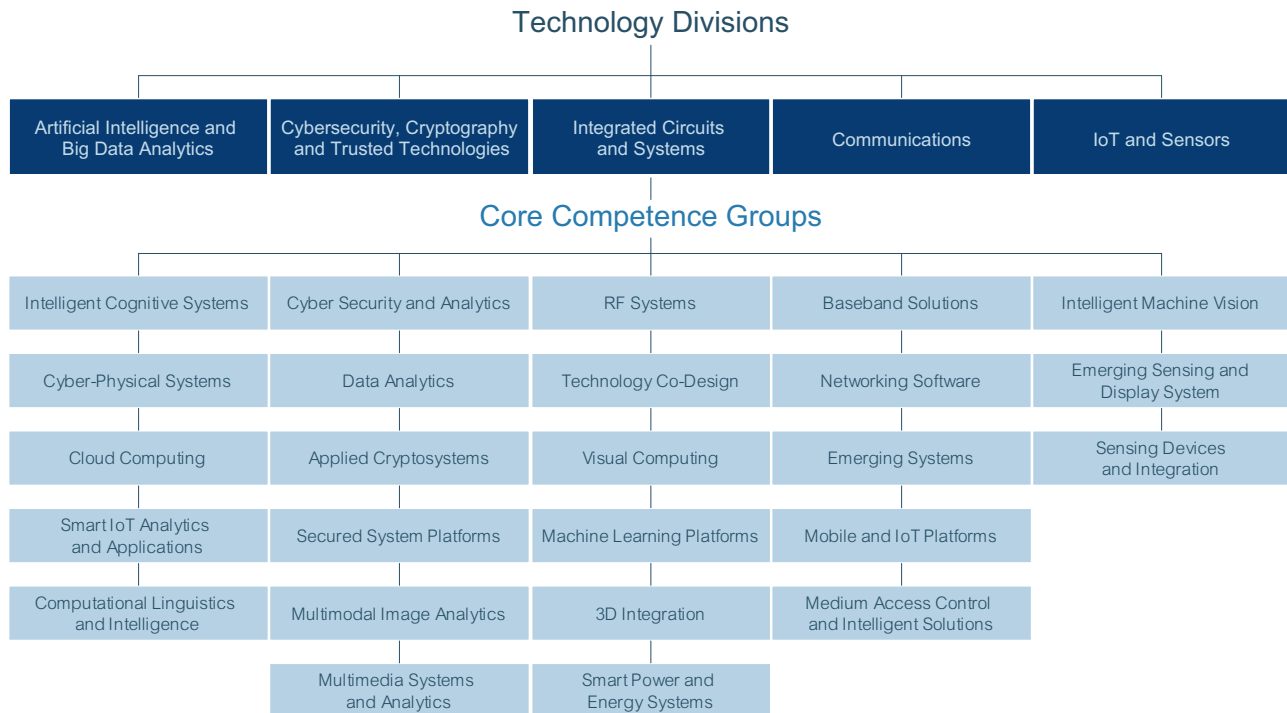 Technology Divisions
Artificial Intelligence and
Big Data Analytics
Cybersecurity, Cryptography
and Trusted Technologies
Integrated Circuits
and Systems
Communications
IoT and Sensors
Core Competence Groups
Intelligent Cognitive Systems
Cyber Security and Analytics
RF Systems
Baseband Solutions
Intelligent Machine Vision
Cyber-Physical Systems
Data Analytics
Technology Co-Design
Networking Software
Emerging Sensing and
Display System
Cloud Computing
Applied Cryptosystems
Visual Computing
Emerging Systems
Sensing Devices
and Integration
Smart IoT Analytics
and Applications
Secured System Platforms
Machine Learning Platforms
Mobile and IoT Platforms
Computational Linguistics
and Intelligence
Multimodal Image Analytics
3D Integration
Medium Access Control
and Intelligent Solutions
Multimedia Systems
and Analytics
Smart Power and
Energy Systems